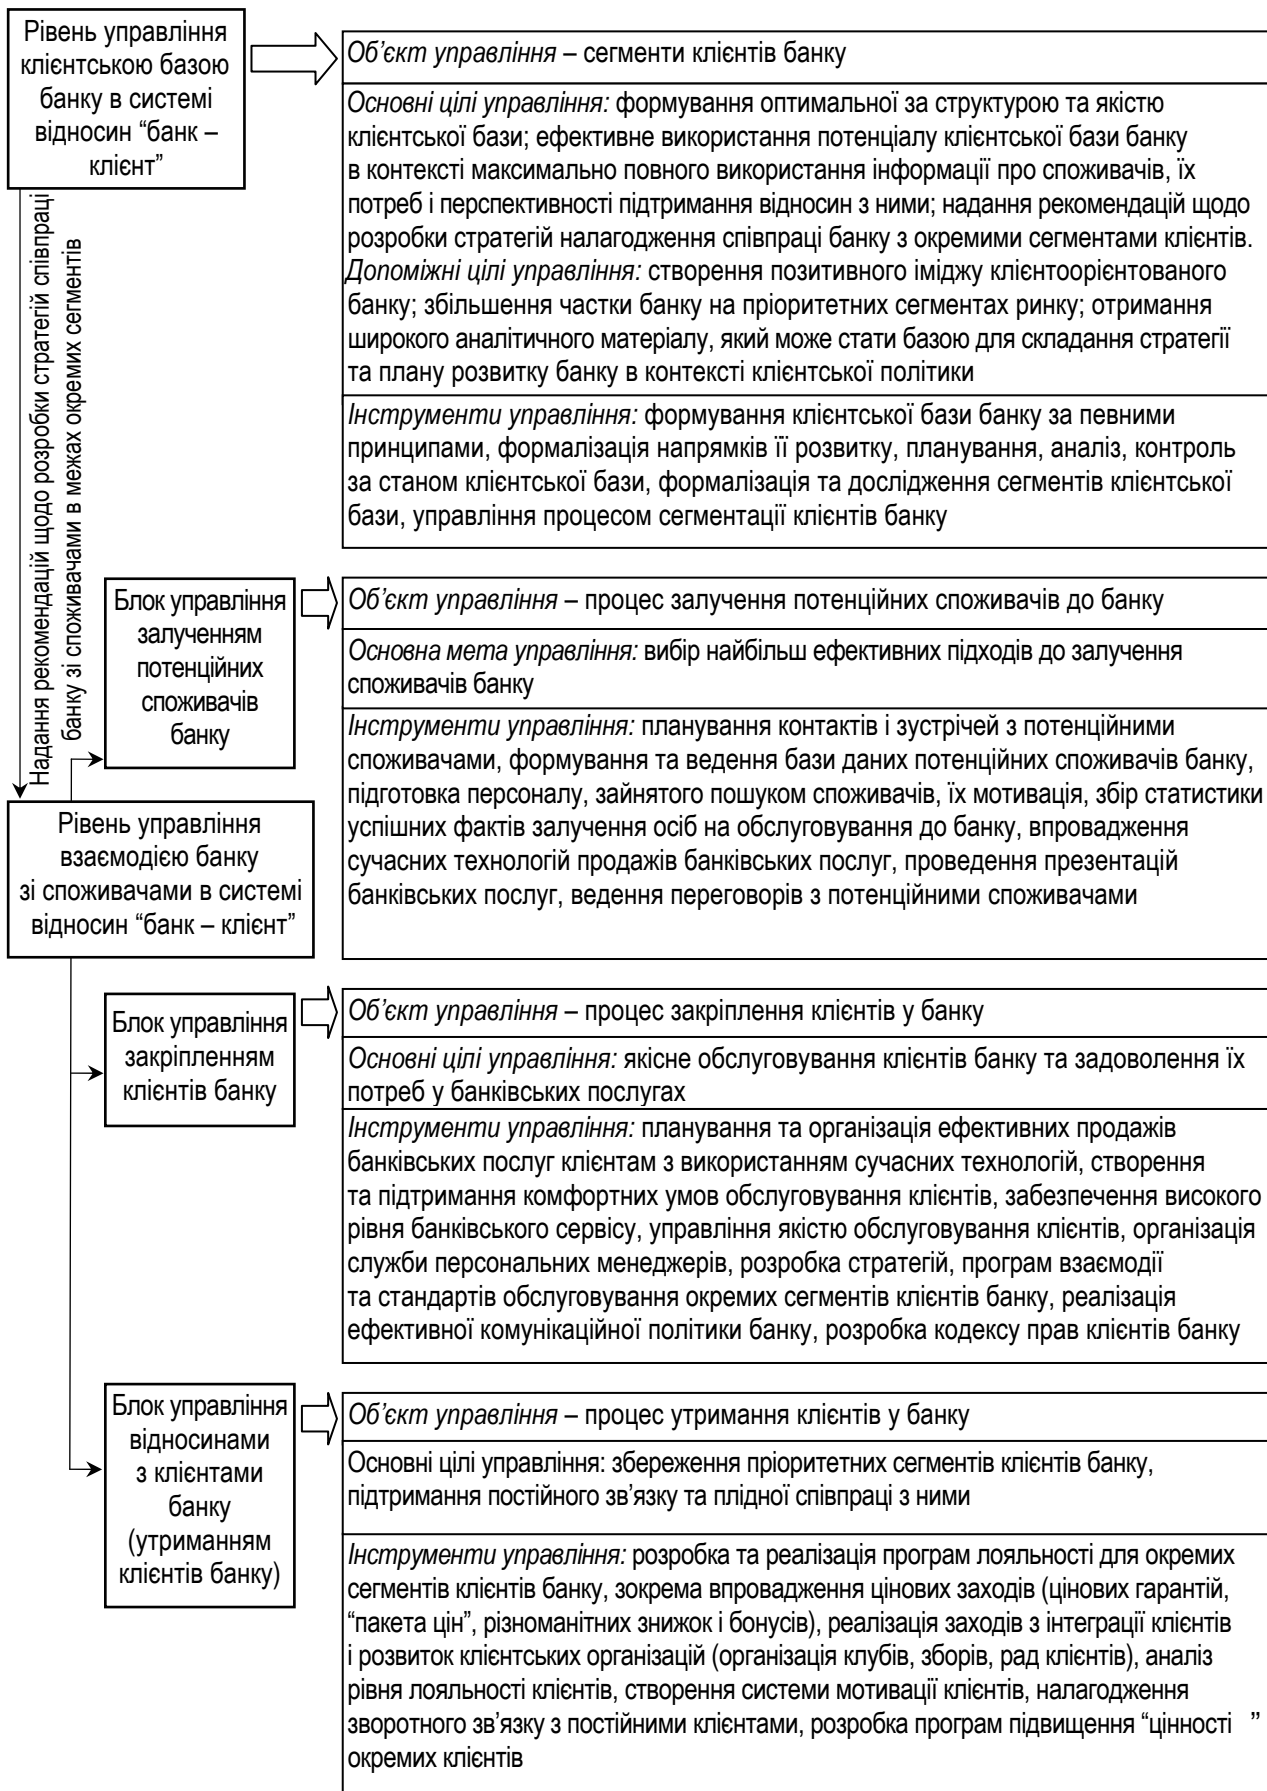 Рівень управління
клієнтською базою
банку в системі
відносин “банк –
клієнт”
Об’єкт управління – сегменти клієнтів банку
Основні цілі управління: формування оптимальної за структурою та якістю
клієнтської бази; ефективне використання потенціалу клієнтської бази банку
в контексті максимально повного використання інформації про споживачів, їх
потреб і перспективності підтримання відносин з ними; надання рекомендацій щодо
розробки стратегій налагодження співпраці банку з окремими сегментами клієнтів.
Допоміжні цілі управління: створення позитивного іміджу клієнтоорієнтованого
банку; збільшення частки банку на пріоритетних сегментах ринку; отримання
широкого аналітичного матеріалу, який може стати базою для складання стратегії
та плану розвитку банку в контексті клієнтської політики
Інструменти управління: формування клієнтської бази банку за певними
принципами, формалізація напрямків її розвитку, планування, аналіз, контроль
за станом клієнтської бази, формалізація та дослідження сегментів клієнтської
бази, управління процесом сегментації клієнтів банку
Надання рекомендацій щодо розробки стратегій співпраці
банку зі споживачами в межах окремих сегментів
Блок управління
залученням
потенційних
споживачів
банку
Об’єкт управління – процес залучення потенційних споживачів до банку
Основна мета управління: вибір найбільш ефективних підходів до залучення
споживачів банку
Інструменти управління: планування контактів і зустрічей з потенційними
споживачами, формування та ведення бази даних потенційних споживачів банку,
підготовка персоналу, зайнятого пошуком споживачів, їх мотивація, збір статистики
успішних фактів залучення осіб на обслуговування до банку, впровадження
сучасних технологій продажів банківських послуг, проведення презентацій
банківських послуг, ведення переговорів з потенційними споживачами
Рівень управління
взаємодією банку
зі споживачами в системі
відносин “банк – клієнт”
Блок управління
закріпленням
клієнтів банку
Об’єкт управління – процес закріплення клієнтів у банку
Основні цілі управління: якісне обслуговування клієнтів банку та задоволення їх
потреб у банківських послугах
Інструменти управління: планування та організація ефективних продажів
банківських послуг клієнтам з використанням сучасних технологій, створення
та підтримання комфортних умов обслуговування клієнтів, забезпечення високого
рівня банківського сервісу, управління якістю обслуговування клієнтів, організація
служби персональних менеджерів, розробка стратегій, програм взаємодії
та стандартів обслуговування окремих сегментів клієнтів банку, реалізація
ефективної комунікаційної політики банку, розробка кодексу прав клієнтів банку
Блок управління
відносинами
з клієнтами
банку
(утриманням
клієнтів банку)
Об’єкт управління – процес утримання клієнтів у банку
Основні цілі управління: збереження пріоритетних сегментів клієнтів банку,
підтримання постійного зв’язку та плідної співпраці з ними
Інструменти управління: розробка та реалізація програм лояльності для окремих
сегментів клієнтів банку, зокрема впровадження цінових заходів (цінових гарантій,
“пакета цін”, різноманітних знижок і бонусів), реалізація заходів з інтеграції клієнтів
і розвиток клієнтських організацій (організація клубів, зборів, рад клієнтів), аналіз
рівня лояльності клієнтів, створення системи мотивації клієнтів, налагодження
зворотного зв’язку з постійними клієнтами, розробка програм підвищення “цінності ”
окремих клієнтів